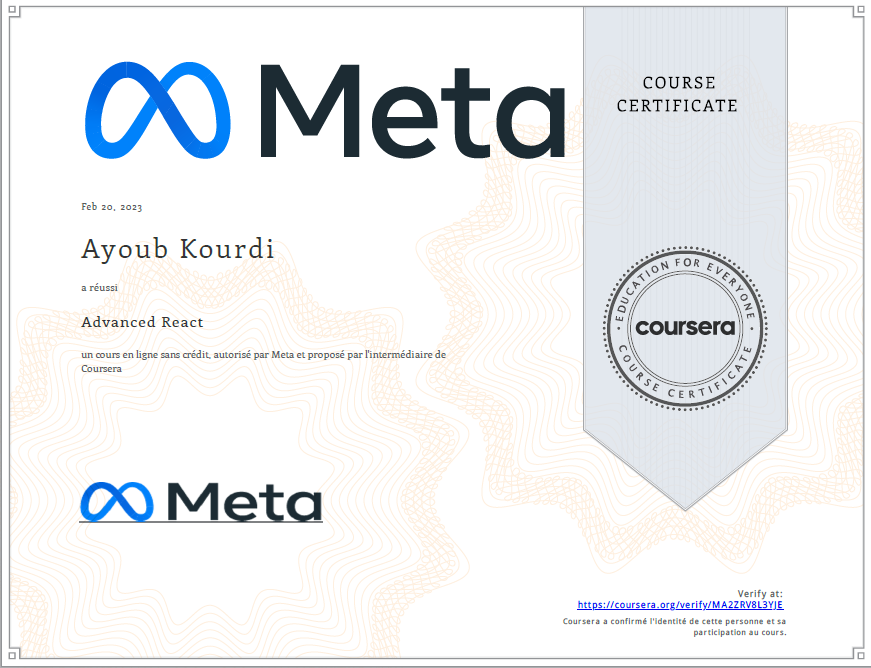 Meta
COURSE
CERTIFICATE
Feb 20, 2023
Ayoub Kourdi
a réussi
Advanced React
un cours en ligne sans crédit, autorisé par Meta et proposé par l'intermédiaire de
Coursera
EDUCATION FOR EVERYONE
coursera
COURSE CERTIFICATE
Meta
Verify at:
https://coursera.org/verify/MA2ZRV8L3YJE
Coursera a confirmé l'identité de cette personne et sa
participation au cours.